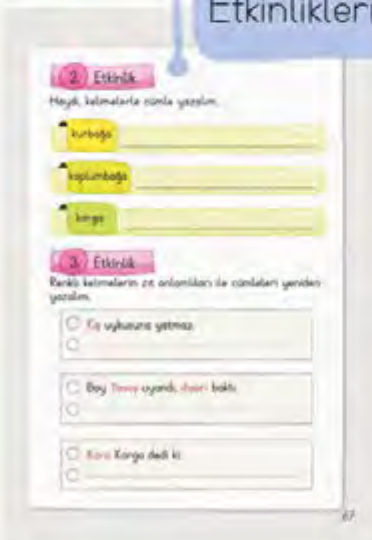 Etkinlikleri
2. Etkinlik
Haydi, kelimelerle cümle yazalım.
kurbağa
kaplumbağa
karga
3. Etkinlik
Renkli kelimelerin zıt anlamlıları ile cümleleri yeniden
yazalım.
Kış uykusuna yatmaz.
Bay Yavaş uyandı, dışarı baktı.
Kara Karga dedi ki
67